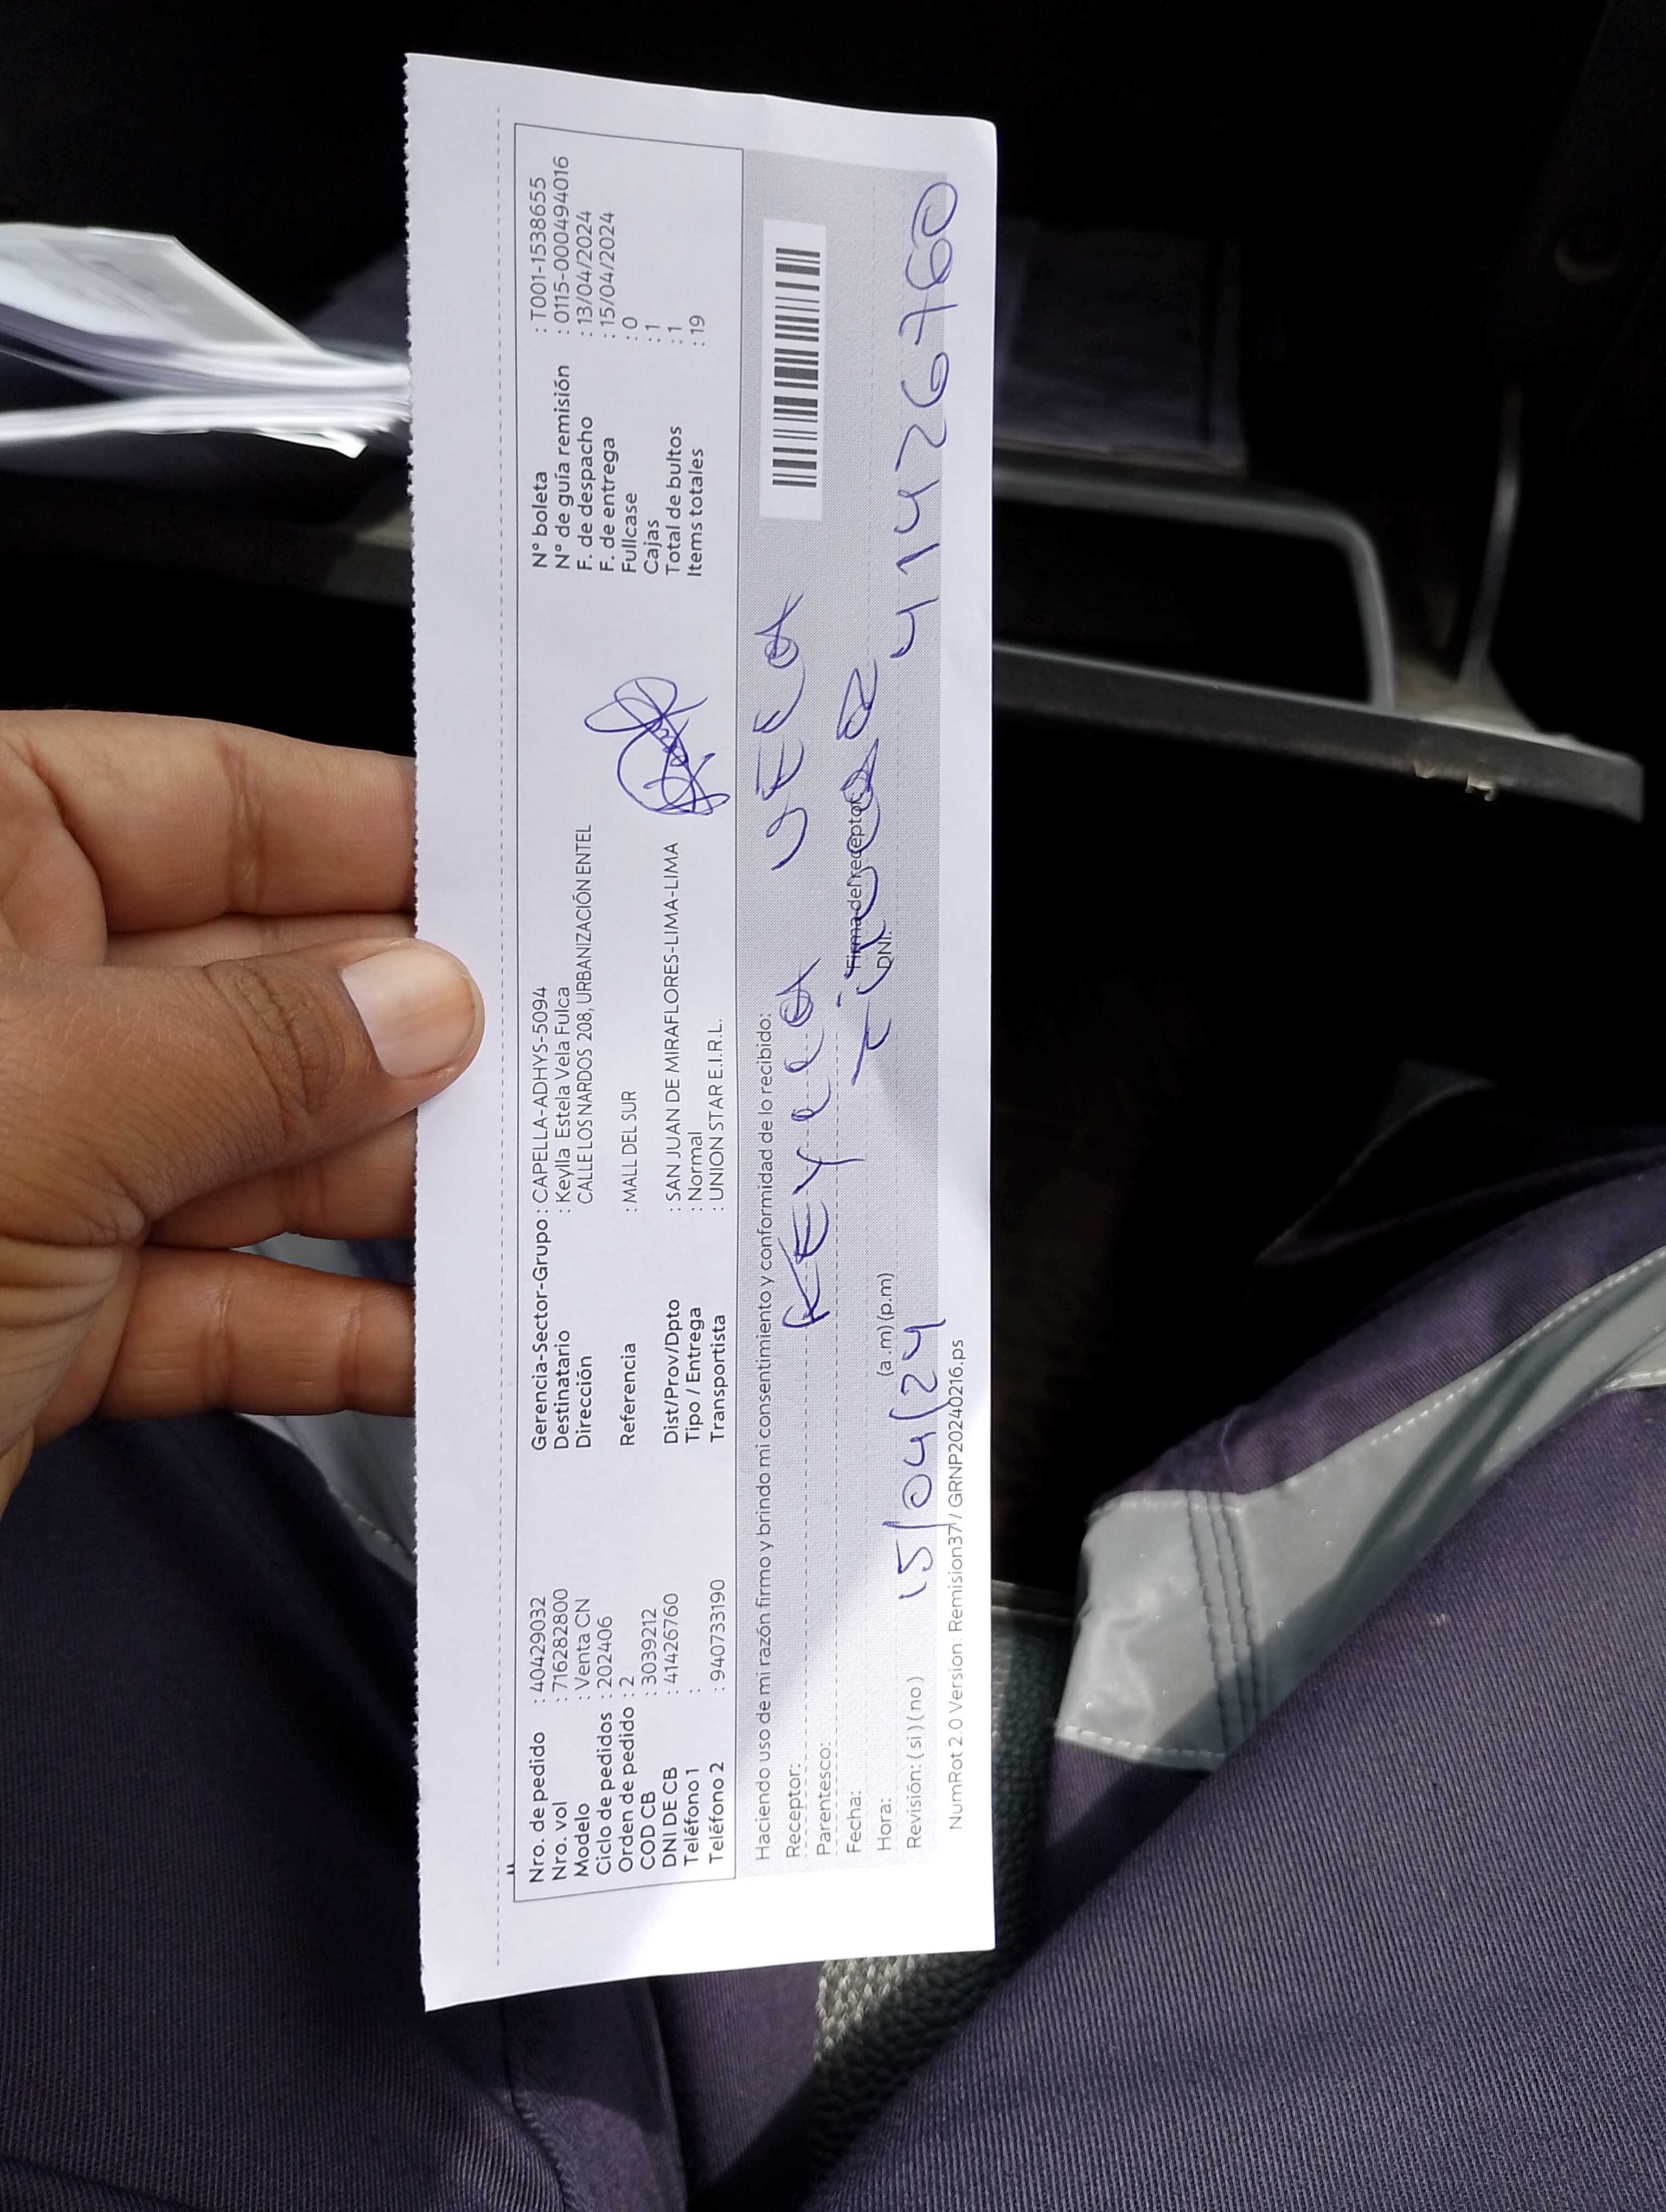 Nro. de pedido : 40429032
Nro. vol : 716282800
Modelo : Venta CN
Ciclo de pedidos : 202406
Orden de pedido : 2
COD CB : 3039212
DNI DE CB : 41426760
Teléfono 1 :
Teléfono 2 : 940733190
Gerencia-Sector-Grupo : CAPELLA-ADHYS-5094
Destinatario : Keylla Estela Vela Fulca
Dirección CALLE LOS NARDOS 208, URBANIZACIÓN ENTEL
Referencia : MALL DEL SUR
Dist/Prov/Dpto : SAN JUAN DE MIRAFLORES-LIMA-LIMA
Tipo / Entrega : Normal
Transportista : UNION STAR E.I.R.L.
N° boleta : T001-1538655
N° de guía remisión : 0115-000494016
F. de despacho : 13/04/2024
F. de entrega : 15/04/2024
Fullcase : 0
Cajas : 1
Total de bultos : 1
Items totales : 19
Haciendo uso de mi razón firmo y brindo mi consentimiento y conformidad de lo recibido:
Receptor: KEYlla VEla
Parentesco:
Fecha: Firma del receptor
Hora: (a .m) (p.m) DNI:
Revisión: ( si ) ( no ) 15/04/24 41426760
NumRot 2.0 Version Remision37 / GRNP20240216.ps